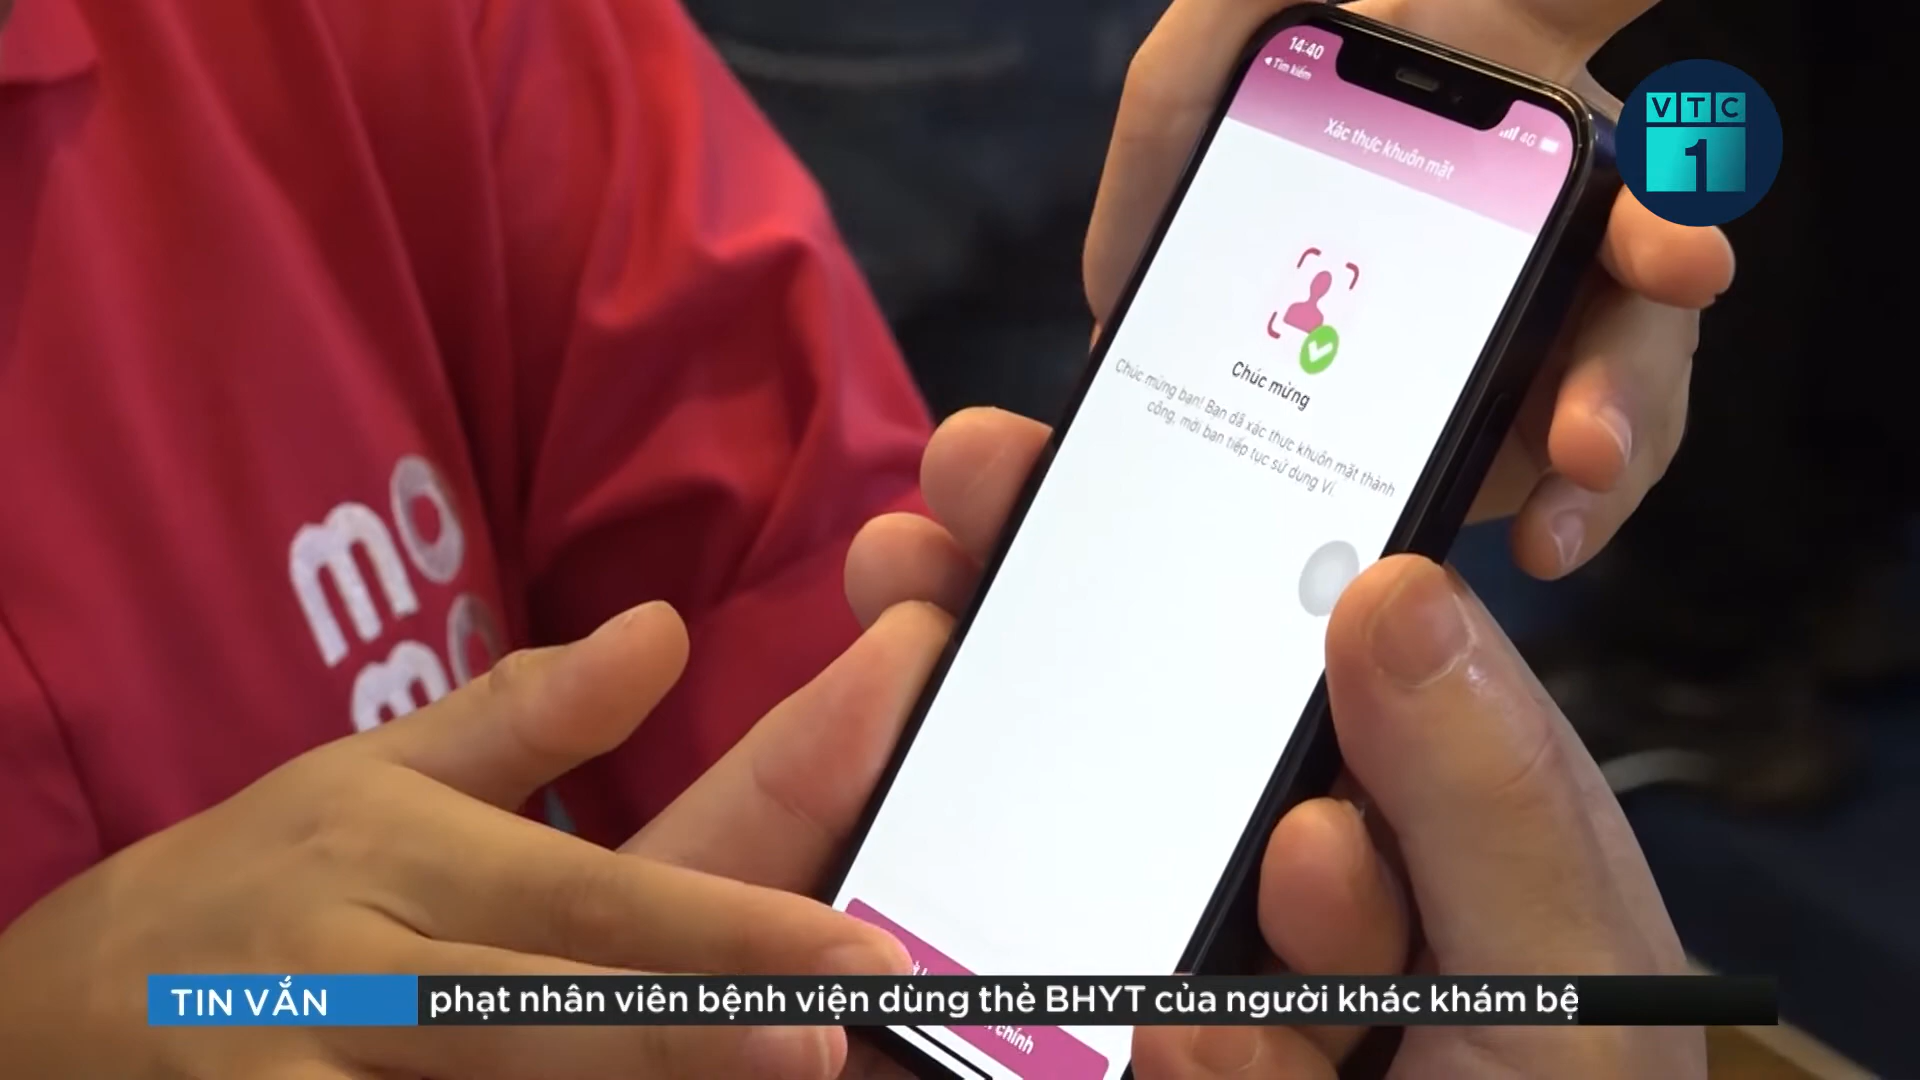 14:40
Tìm kiếm
4G
Xác thực khuôn mặt
VTC
1
Chúc mừng
Chúc mừng bạn! Bạn đã xác thực khuôn mặt thành
công, mời bạn tiếp tục sử dụng Ví.
mo
mo
chính
TIN VẮN
phạt nhân viên bệnh viện dùng thẻ BHYT của người khác khám bệ